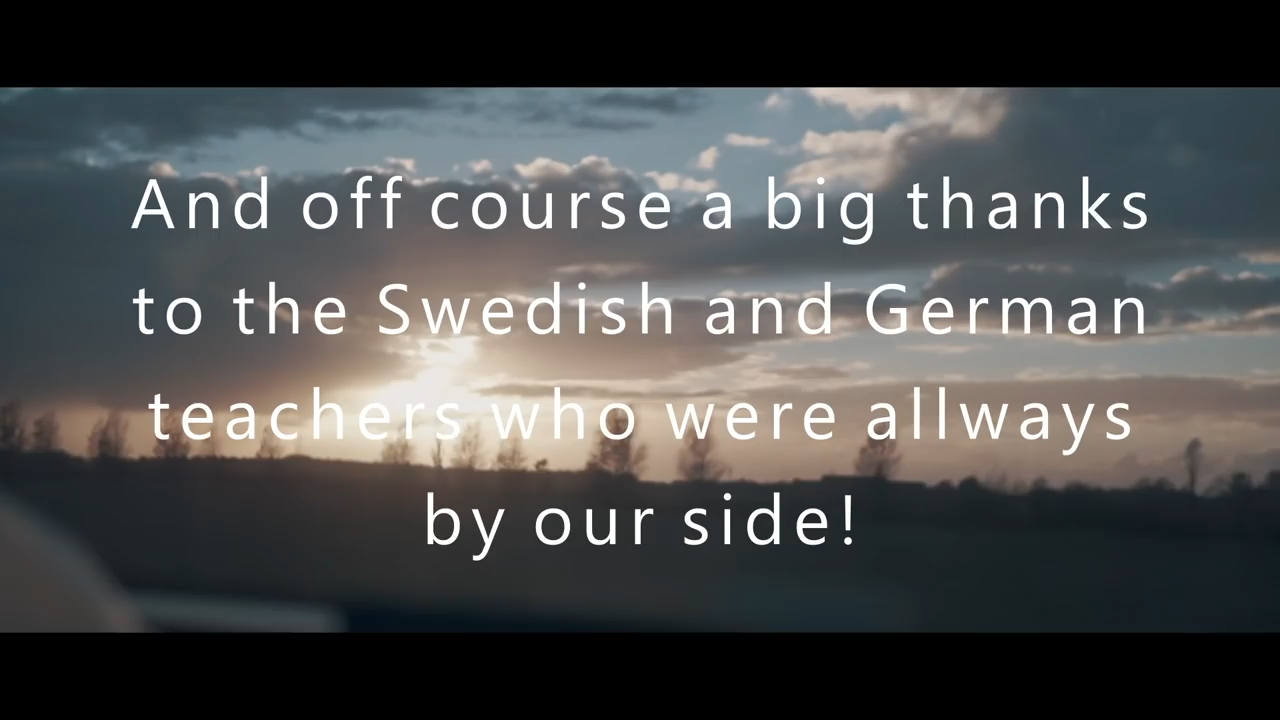 And off course a big thanks
to the Swedish and German
teachers who were allways
by our side!